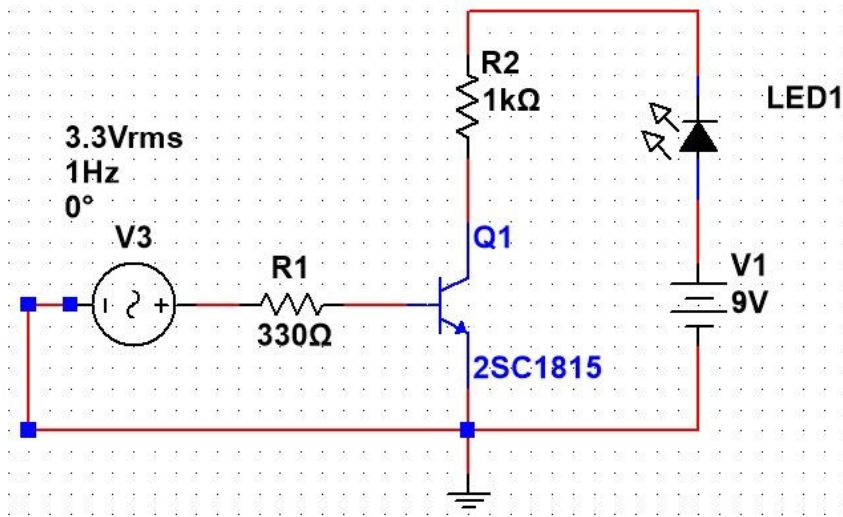 R2
1kΩ
LED1
3.3Vrms
1Hz
0°
V3
Q1
R1
V1
9V
330Ω
2SC1815